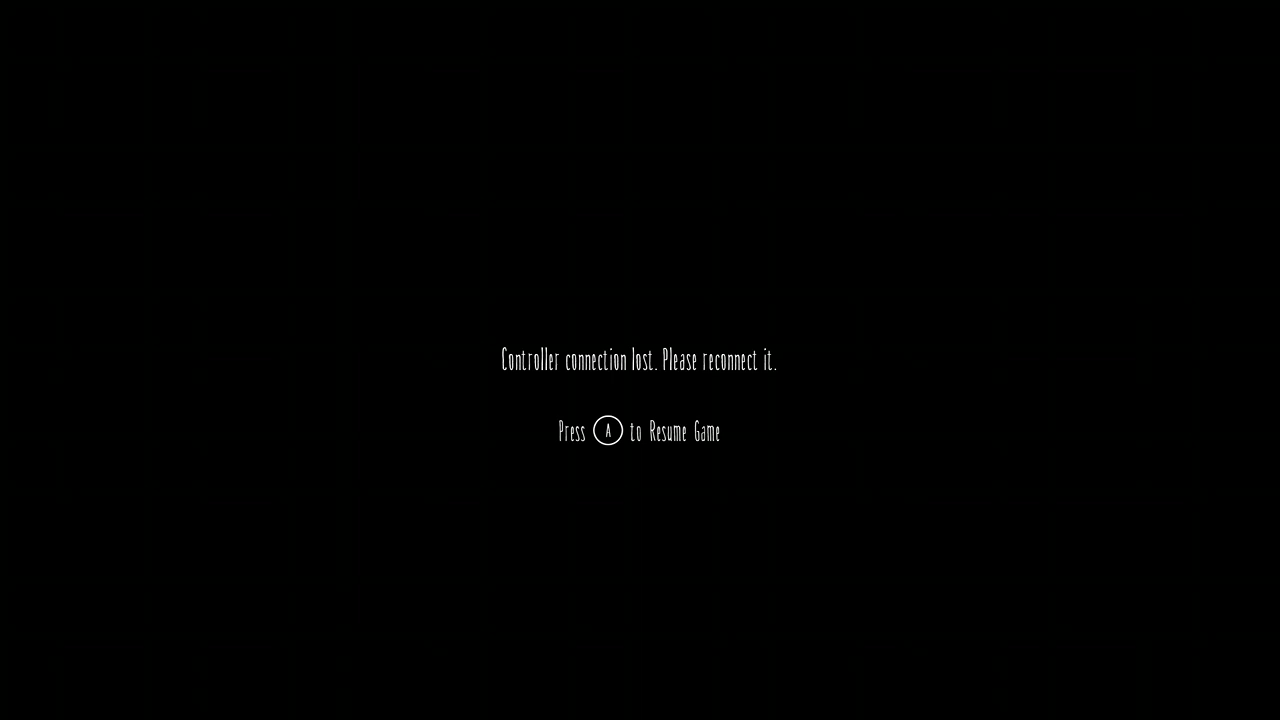 Controller connection lost. Please reconnect it.
Press A to Resume Game